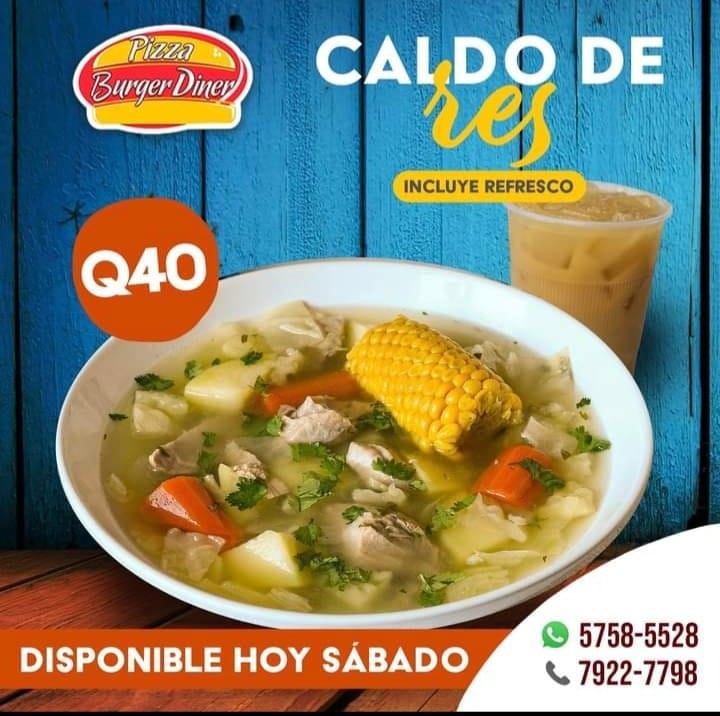 Pizza
Burger Diner
CALDO DE
res
INCLUYE REFRESCO
Q40
DISPONIBLE HOY SÁBADO
5758-5528
7922-7798